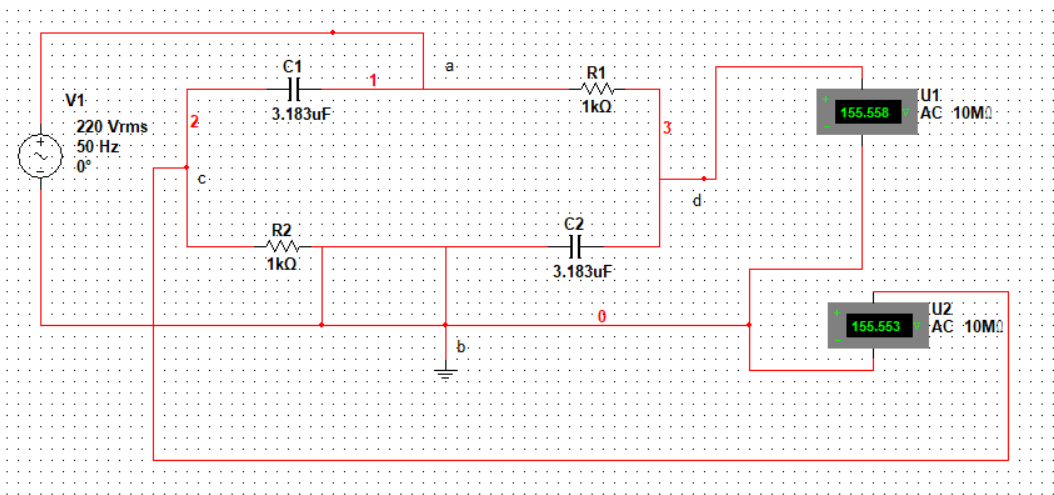 V1
220 Vrms
50 Hz
0°
C1
3.183uF
1
a
R1
1kΩ
2
3
c
d
U1
155.558
AC 10MΩ
R2
1kΩ
C2
3.183uF
0
b
U2
155.553
AC 10MΩ